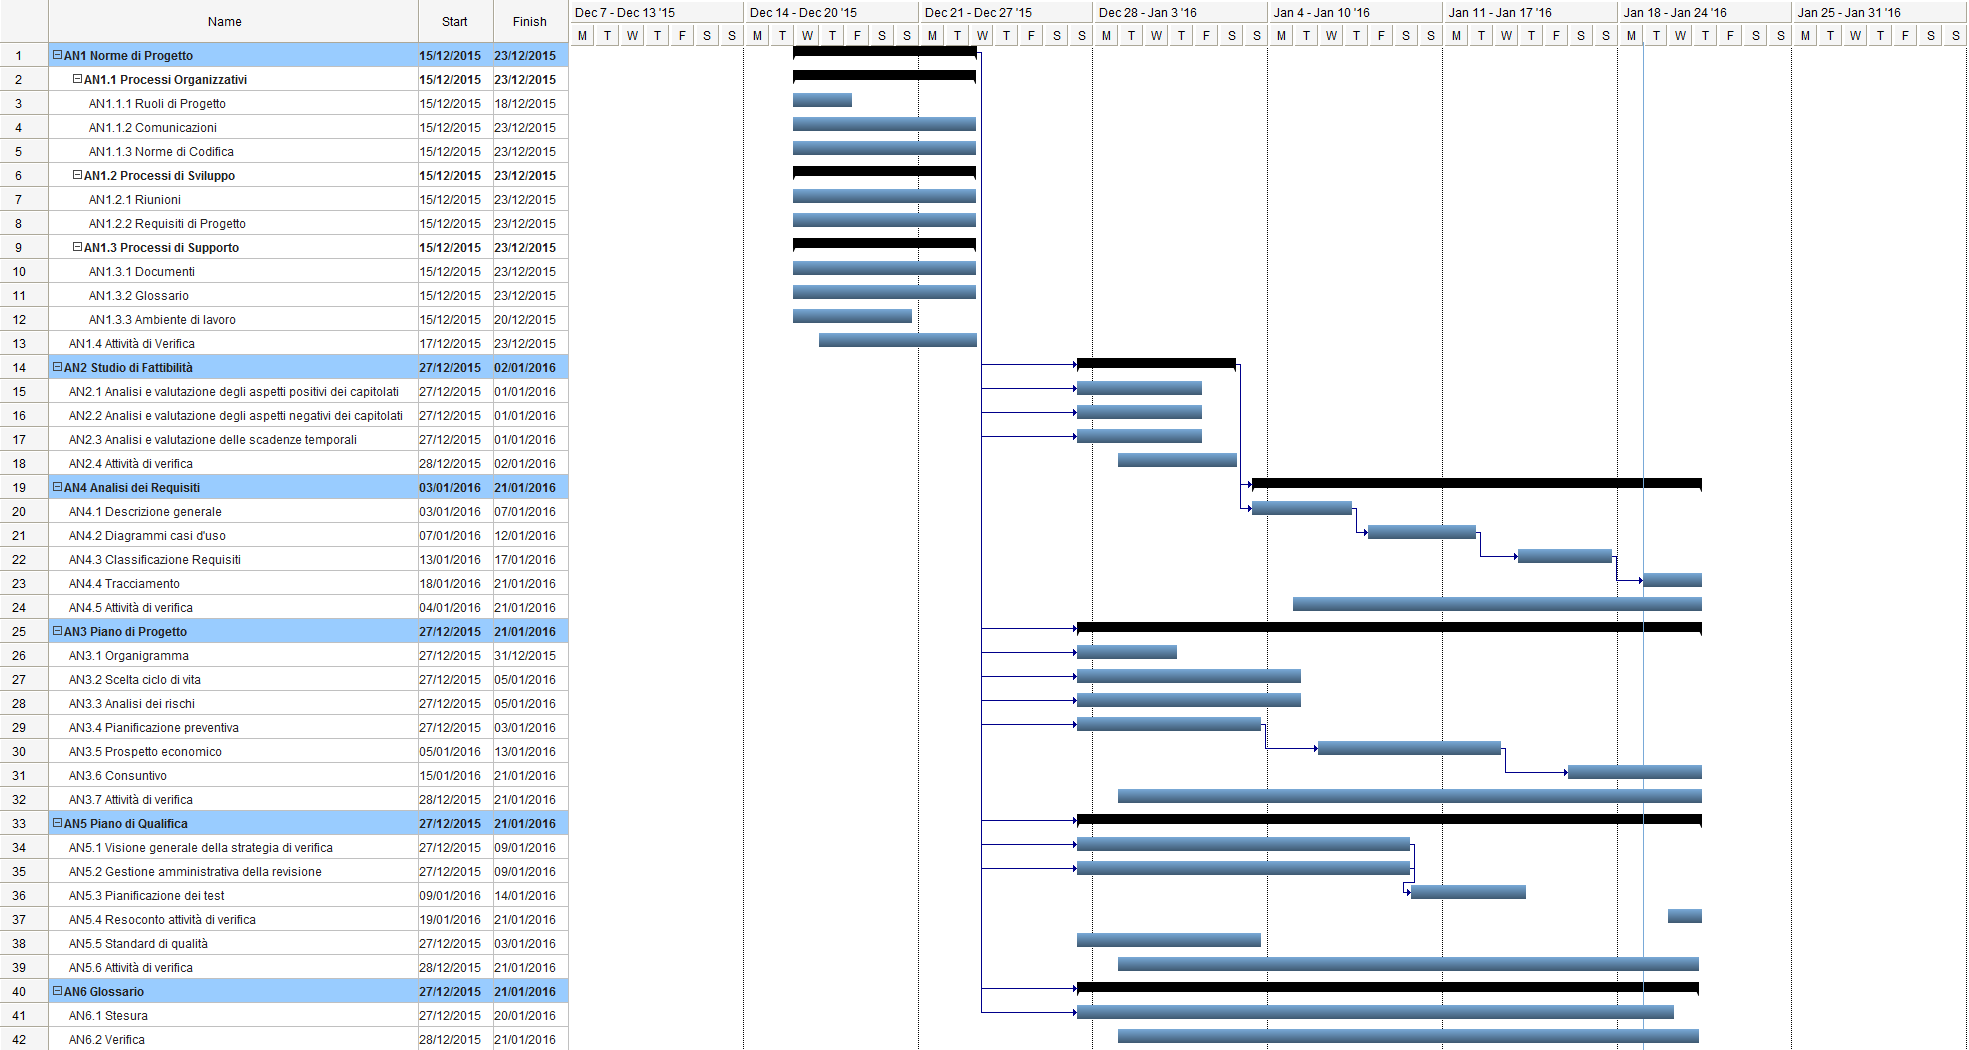 Name Start Finish Dec 7 - Dec 13 '15 Dec 14 - Dec 20 '15 Dec 21 - Dec 27 '15 Dec 28 - Jan 3 '16 Jan 4 - Jan 10 '16 Jan 11 - Jan 17 '16 Jan 18 - Jan 24 '16 Jan 25 - Jan 31 '16
M T W T F S S M T W T F S S M T W T F S S M T W T F S S M T W T F S S M T W T F S S M T W T F S S M T W T F S S
1 AN1 Norme di Progetto 15/12/2015 23/12/2015
2 AN1.1 Processi Organizzativi 15/12/2015 23/12/2015
3 AN1.1.1 Ruoli di Progetto 15/12/2015 18/12/2015
4 AN1.1.2 Comunicazioni 15/12/2015 23/12/2015
5 AN1.1.3 Norme di Codifica 15/12/2015 23/12/2015
6 AN1.2 Processi di Sviluppo 15/12/2015 23/12/2015
7 AN1.2.1 Riunioni 15/12/2015 23/12/2015
8 AN1.2.2 Requisiti di Progetto 15/12/2015 23/12/2015
9 AN1.3 Processi di Supporto 15/12/2015 23/12/2015
10 AN1.3.1 Documenti 15/12/2015 23/12/2015
11 AN1.3.2 Glossario 15/12/2015 23/12/2015
12 AN1.3.3 Ambiente di lavoro 15/12/2015 20/12/2015
13 AN1.4 Attività di Verifica 17/12/2015 23/12/2015
14 AN2 Studio di Fattibilità 27/12/2015 02/01/2016
15 AN2.1 Analisi e valutazione degli aspetti positivi dei capitolati 27/12/2015 01/01/2016
16 AN2.2 Analisi e valutazione degli aspetti negativi dei capitolati 27/12/2015 01/01/2016
17 AN2.3 Analisi e valutazione delle scadenze temporali 27/12/2015 01/01/2016
18 AN2.4 Attività di verifica 28/12/2015 02/01/2016
19 AN4 Analisi dei Requisiti 03/01/2016 21/01/2016
20 AN4.1 Descrizione generale 03/01/2016 07/01/2016
21 AN4.2 Diagrammi casi d'uso 07/01/2016 12/01/2016
22 AN4.3 Classificazione Requisiti 13/01/2016 17/01/2016
23 AN4.4 Tracciamento 18/01/2016 21/01/2016
24 AN4.5 Attività di verifica 04/01/2016 21/01/2016
25 AN3 Piano di Progetto 27/12/2015 21/01/2016
26 AN3.1 Organigramma 27/12/2015 31/12/2015
27 AN3.2 Scelta ciclo di vita 27/12/2015 05/01/2016
28 AN3.3 Analisi dei rischi 27/12/2015 05/01/2016
29 AN3.4 Pianificazione preventiva 27/12/2015 03/01/2016
30 AN3.5 Prospetto economico 05/01/2016 13/01/2016
31 AN3.6 Consuntivo 15/01/2016 21/01/2016
32 AN3.7 Attività di verifica 28/12/2015 21/01/2016
33 AN5 Piano di Qualifica 27/12/2015 21/01/2016
34 AN5.1 Visione generale della strategia di verifica 27/12/2015 09/01/2016
35 AN5.2 Gestione amministrativa della revisione 27/12/2015 09/01/2016
36 AN5.3 Pianificazione dei test 09/01/2016 14/01/2016
37 AN5.4 Resoconto attività di verifica 19/01/2016 21/01/2016
38 AN5.5 Standard di qualità 27/12/2015 03/01/2016
39 AN5.6 Attività di verifica 28/12/2015 21/01/2016
40 AN6 Glossario 27/12/2015 21/01/2016
41 AN6.1 Stesura 27/12/2015 20/01/2016
42 AN6.2 Verifica 28/12/2015 21/01/2016